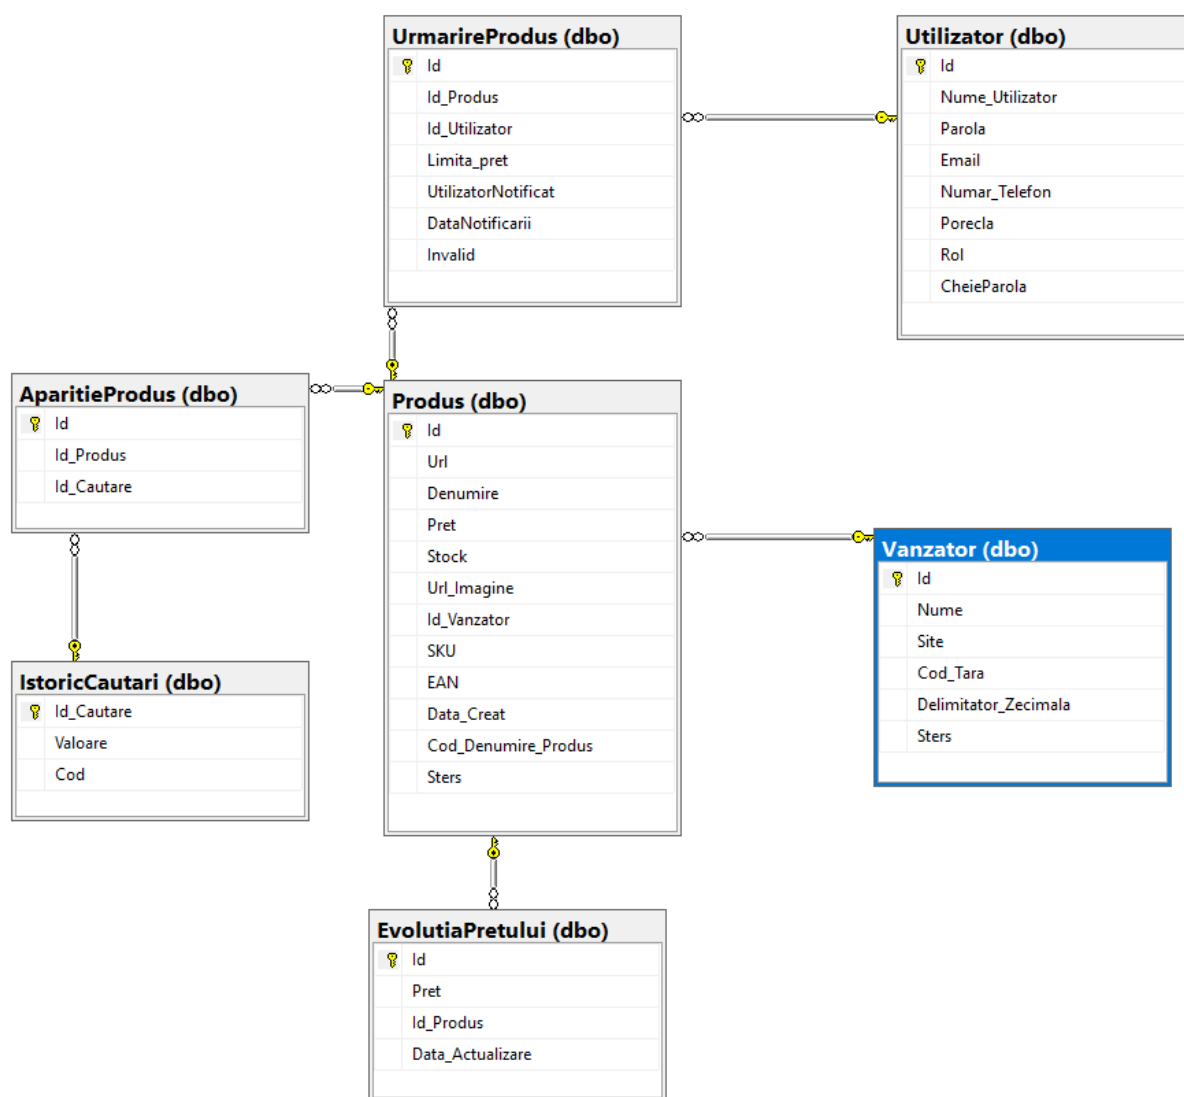 UrmarireProdus (dbo)
Id
Id_Produs
Id_Utilizator
Limita_pret
UtilizatorNotificat
DataNotificarii
Invalid
Utilizator (dbo)
Id
Nume_Utilizator
Parola
Email
Numar_Telefon
Porecla
Rol
CheieParola
AparitieProdus (dbo)
Id
Id_Produs
Id_Cautare
Produs (dbo)
Id
Url
Denumire
Pret
Stock
Url_Imagine
Id_Vanzator
SKU
EAN
Data_Creat
Cod_Denumire_Produs
Sters
Vanzator (dbo)
Id
Nume
Site
Cod_Tara
Delimitator_Zecimala
Sters
IstoricCautari (dbo)
Id_Cautare
Valoare
Cod
EvolutiaPretului (dbo)
Id
Pret
Id_Produs
Data_Actualizare